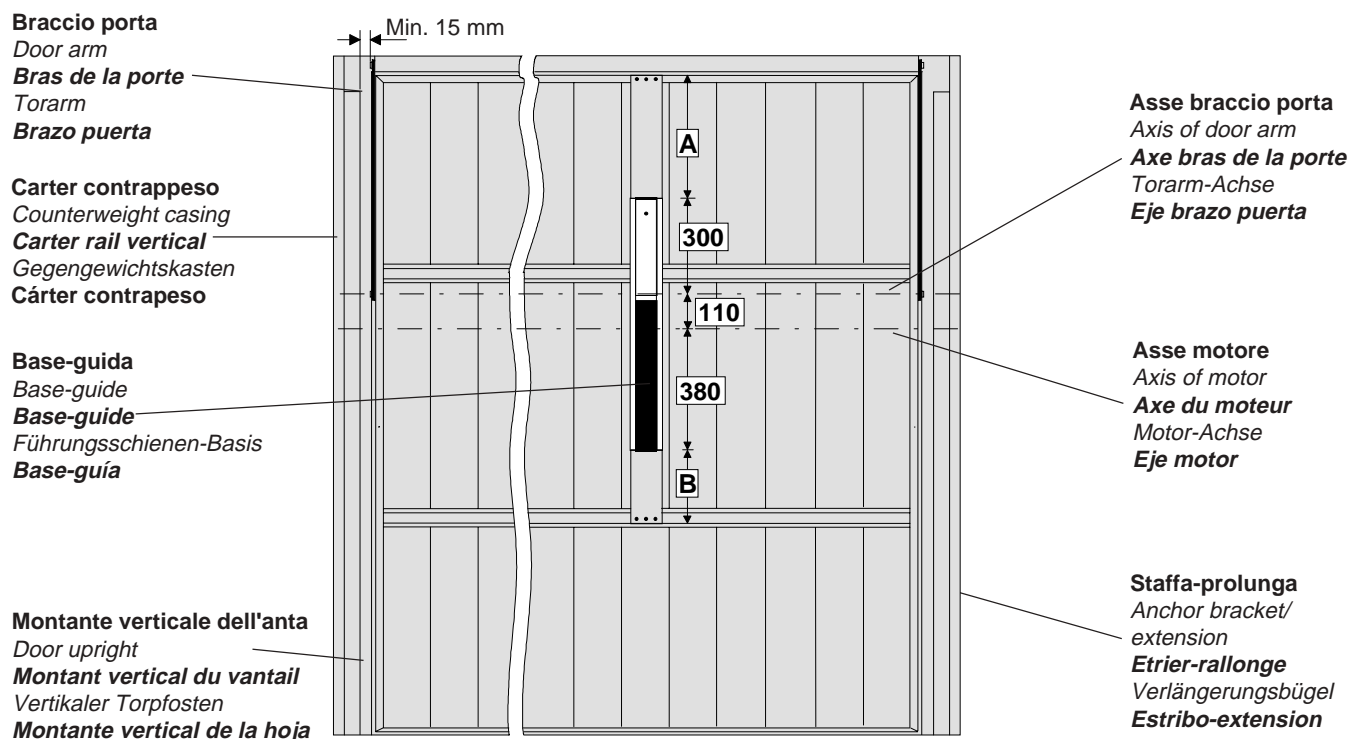 Braccio porta
Door arm
Bras de la porte
Torarm
Brazo puerta
Carter contrappeso
Counterweight casing
Carter rail vertical
Gegengewichtskasten
Cárter contrapeso
Base-guida
Base-guide
Base-guide
Führungsschienen-Basis
Base-guía
Montante verticale dell'anta
Door upright
Montant vertical du vantail
Vertikaler Torpfosten
Montante vertical de la hoja
Min. 15 mm
A
300
110
380
B
Asse braccio porta
Axis of door arm
Axe bras de la porte
Torarm-Achse
Eje brazo puerta
Asse motore
Axis of motor
Axe du moteur
Motor-Achse
Eje motor
Staffa-prolunga
Anchor bracket/
extension
Etrier-rallonge
Verlängerungsbügel
Estribo-extension